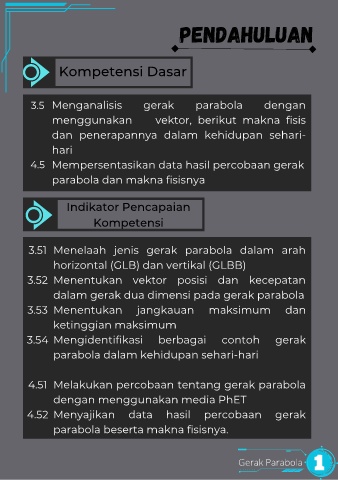 PENDAHULUAN
Kompetensi Dasar
3.5 Menganalisis gerak parabola dengan
menggunakan vektor, berikut makna fisis
dan penerapannya dalam kehidupan sehari-
hari
4.5 Mempersentasikan data hasil percobaan gerak
parabola dan makna fisisnya
Indikator Pencapaian
Kompetensi
3.51 Menelaah jenis gerak parabola dalam arah
horizontal (GLB) dan vertikal (GLBB)
3.52 Menentukan vektor posisi dan kecepatan
dalam gerak dua dimensi pada gerak parabola
3.53 Menentukan jangkauan maksimum dan
ketinggian maksimum
3.54 Mengidentifikasi berbagai contoh gerak
parabola dalam kehidupan sehari-hari
4.51 Melakukan percobaan tentang gerak parabola
dengan menggunakan media PhET
4.52 Menyajikan data hasil percobaan gerak
parabola beserta makna fisisnya.
Gerak Parabola 1